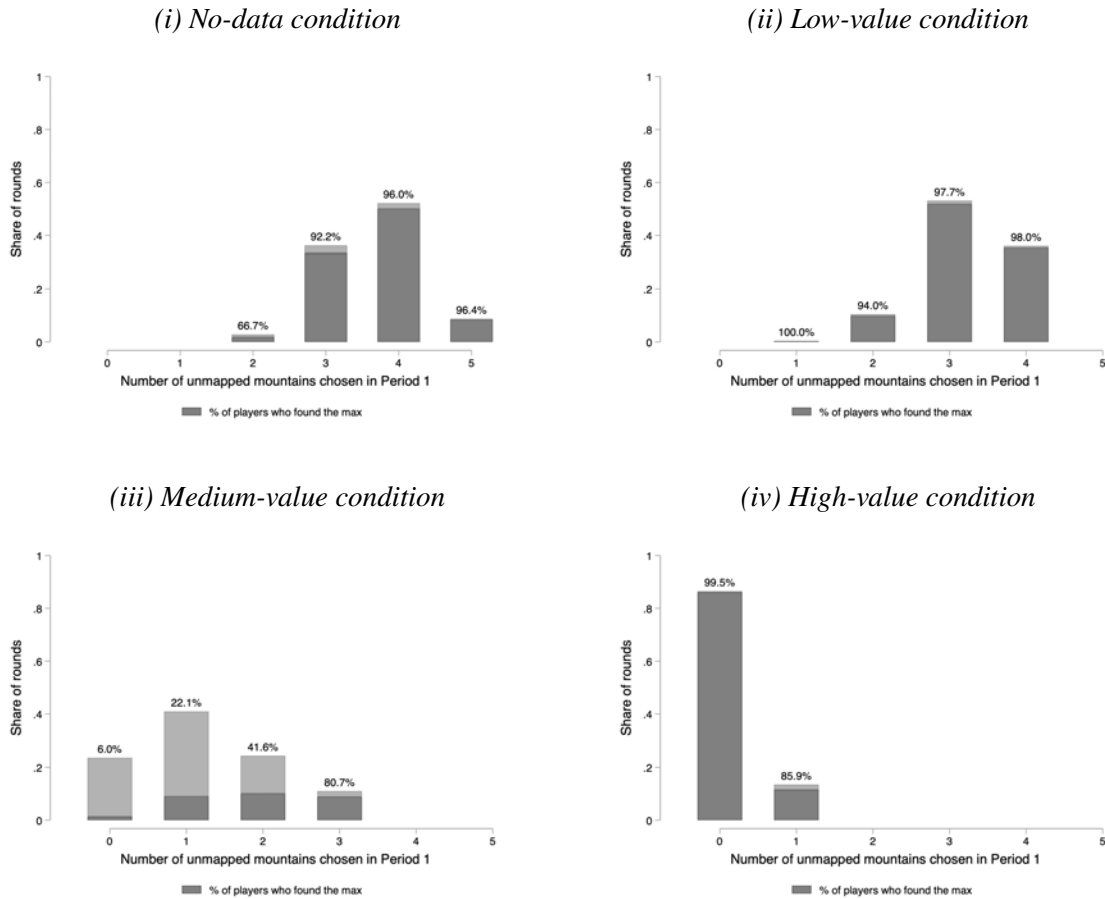 (i) No-data condition
1
.8
.6
.4
.2
0
Share of rounds
66.7%
92.2%
96.0%
96.4%
0 1 2 3 4 5
Number of unmapped mountains chosen in Period 1
% of players who found the max
(ii) Low-value condition
1
.8
.6
.4
.2
0
Share of rounds
100.0%
94.0%
97.7%
98.0%
0 1 2 3 4 5
Number of unmapped mountains chosen in Period 1
% of players who found the max
(iii) Medium-value condition
1
.8
.6
.4
.2
0
Share of rounds
6.0%
22.1%
41.6%
80.7%
0 1 2 3 4 5
Number of unmapped mountains chosen in Period 1
% of players who found the max
(iv) High-value condition
1
.8
.6
.4
.2
0
Share of rounds
99.5%
85.9%
0 1 2 3 4 5
Number of unmapped mountains chosen in Period 1
% of players who found the max